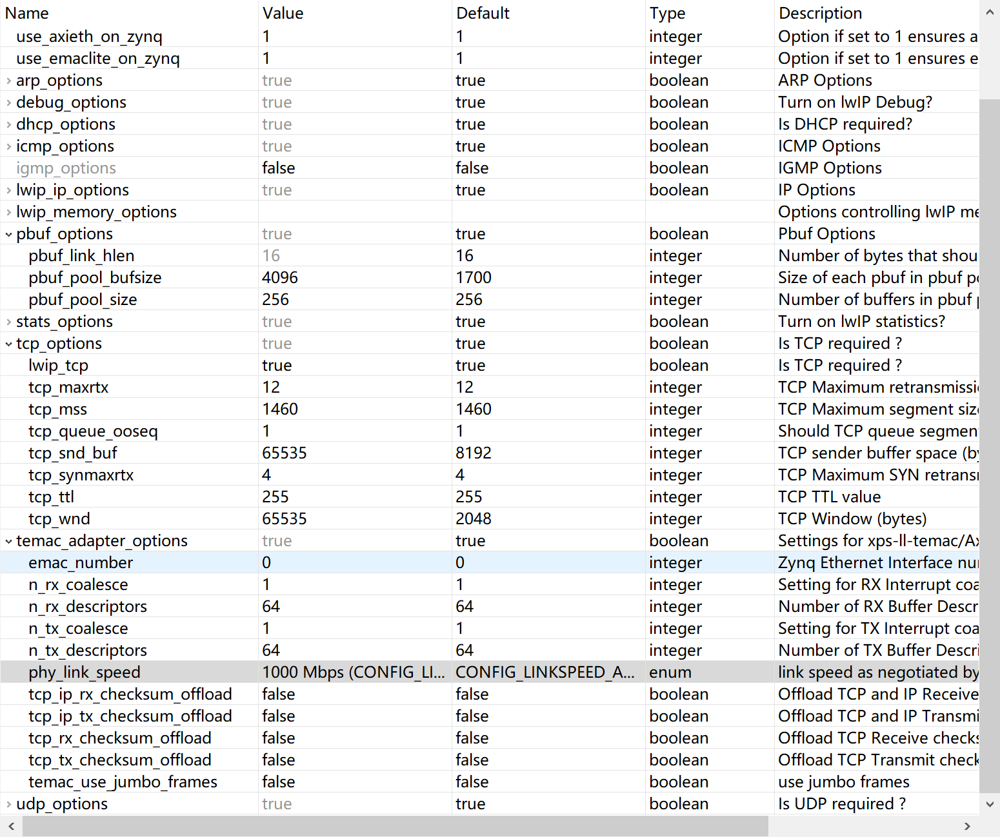 Name Value Default Type Description
use_axieth_on_zynq 1 1 integer Option if set to 1 ensures a
use_emaclite_on_zynq 1 1 integer Option if set to 1 ensures e
arp_options true true boolean ARP Options
debug_options true true boolean Turn on lwIP Debug?
dhcp_options true true boolean Is DHCP required?
icmp_options true true boolean ICMP Options
igmp_options false false boolean IGMP Options
lwip_ip_options true true boolean IP Options
lwip_memory_options Options controlling lwIP me
pbuf_options true true boolean Pbuf Options
pbuf_link_hlen 16 16 integer Number of bytes that shou
pbuf_pool_bufsize 4096 1700 integer Size of each pbuf in pbuf po
pbuf_pool_size 256 256 integer Number of buffers in pbuf p
stats_options true true boolean Turn on lwIP statistics?
tcp_options true true boolean Is TCP required ?
lwip_tcp true true boolean Is TCP required ?
tcp_maxrtx 12 12 integer TCP Maximum retransmissi
tcp_mss 1460 1460 integer TCP Maximum segment siz
tcp_queue_ooseq 1 1 integer Should TCP queue segmen
tcp_snd_buf 65535 8192 integer TCP sender buffer space (by
tcp_synmaxrtx 4 4 integer TCP Maximum SYN retrans
tcp_ttl 255 255 integer TCP TTL value
tcp_wnd 65535 2048 integer TCP Window (bytes)
temac_adapter_options true true boolean Settings for xps-ll-temac/Ax
emac_number 0 0 integer Zynq Ethernet Interface nu
n_rx_coalesce 1 1 integer Setting for RX Interrupt coa
n_rx_descriptors 64 64 integer Number of RX Buffer Descr
n_tx_coalesce 1 1 integer Setting for TX Interrupt coa
n_tx_descriptors 64 64 integer Number of TX Buffer Descri
phy_link_speed 1000 Mbps (CONFIG_LI... CONFIG_LINKSPEED_A... enum link speed as negotiated by
tcp_ip_rx_checksum_offload false false boolean Offload TCP and IP Receive
tcp_ip_tx_checksum_offload false false boolean Offload TCP and IP Transmi
tcp_rx_checksum_offload false false boolean Offload TCP Receive checks
tcp_tx_checksum_offload false false boolean Offload TCP Transmit check
temac_use_jumbo_frames false false boolean use jumbo frames
udp_options true true boolean Is UDP required ?